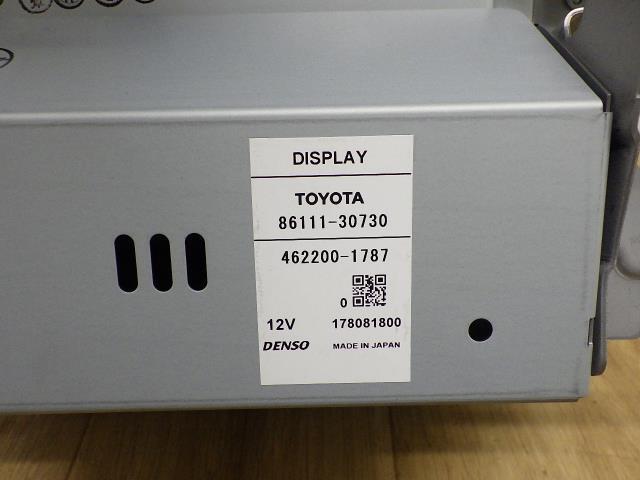 DISPLAY
TOYOTA
86111-30730
462200-1787
0
12V 178081800
DENSO MADE IN JAPAN